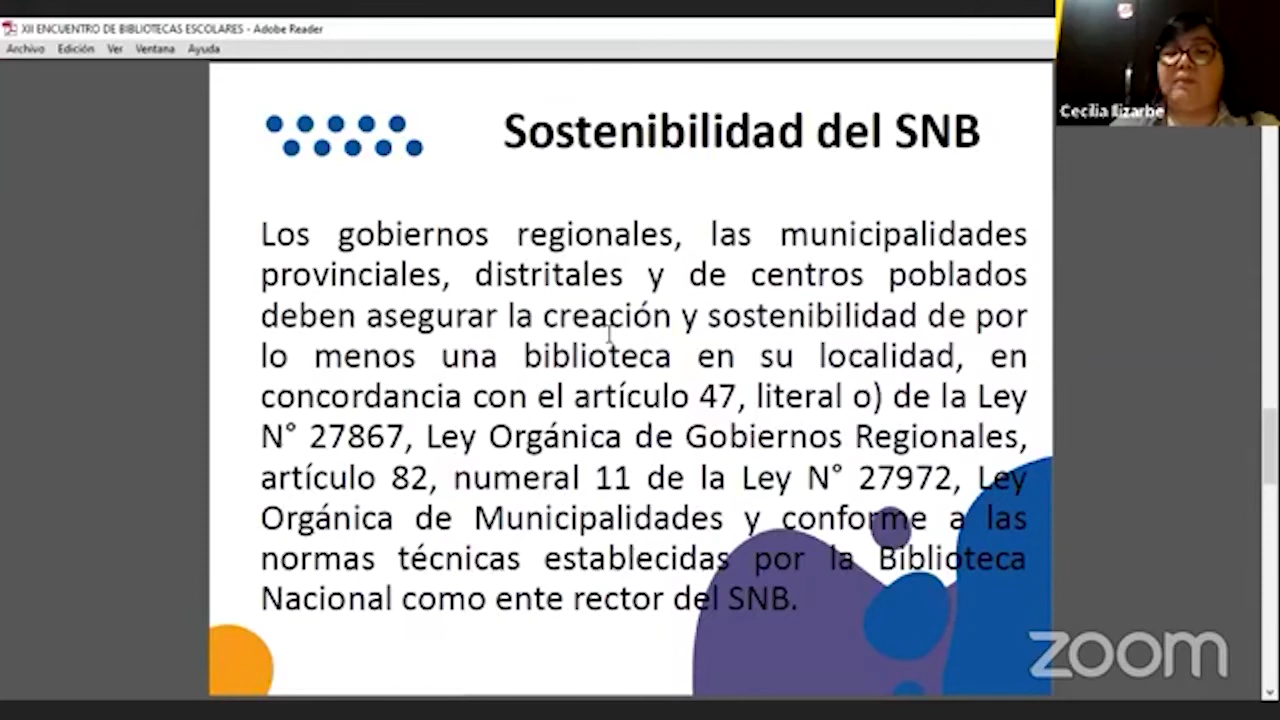 XII ENCUENTRO DE BIBLIOTECAS ESCOLARES - Adobe Reader
Archivo Edición Ver Ventana Ayuda
Cecilia lizarbe
Sostenibilidad del SNB
Los gobiernos regionales, las municipalidades
provinciales, distritales y de centros poblados
deben asegurar la creación y sostenibilidad de por
lo menos una biblioteca en su localidad, en
concordancia con el artículo 47, literal o) de la Ley
N° 27867, Ley Orgánica de Gobiernos Regionales,
artículo 82, numeral 11 de la Ley N° 27972, Ley
Orgánica de Municipalidades y conforme a las
normas técnicas establecidas por la Biblioteca
Nacional como ente rector del SNB.
zoom